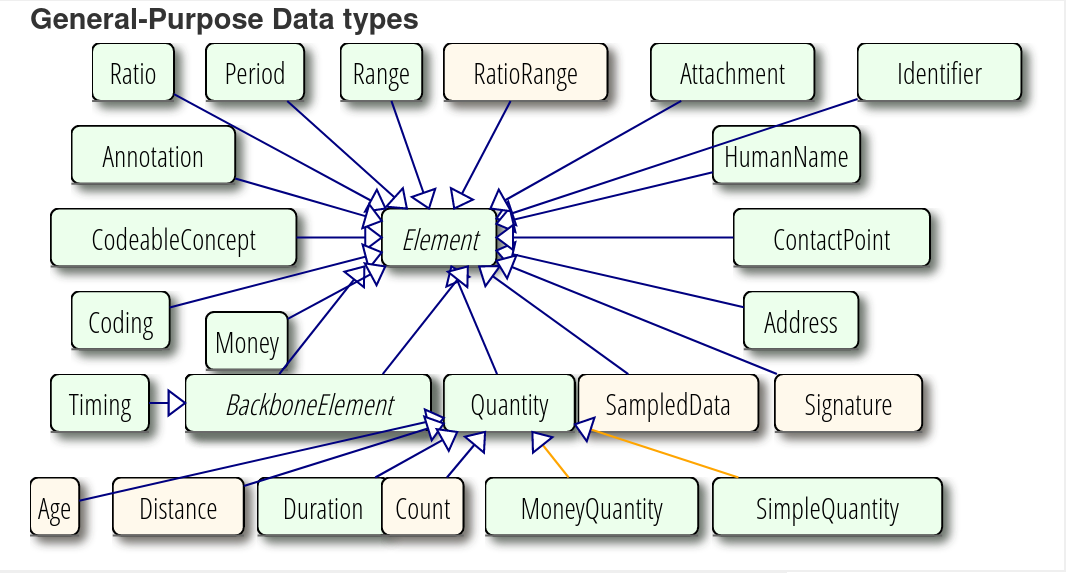 General-Purpose Data types
Ratio
Period
Range
RatioRange
Attachment
Identifier
Annotation
HumanName
CodeableConcept
Element
ContactPoint
Coding
Money
Address
Timing
BackboneElement
Quantity
SampledData
Signature
Age
Distance
Duration
Count
MoneyQuantity
SimpleQuantity